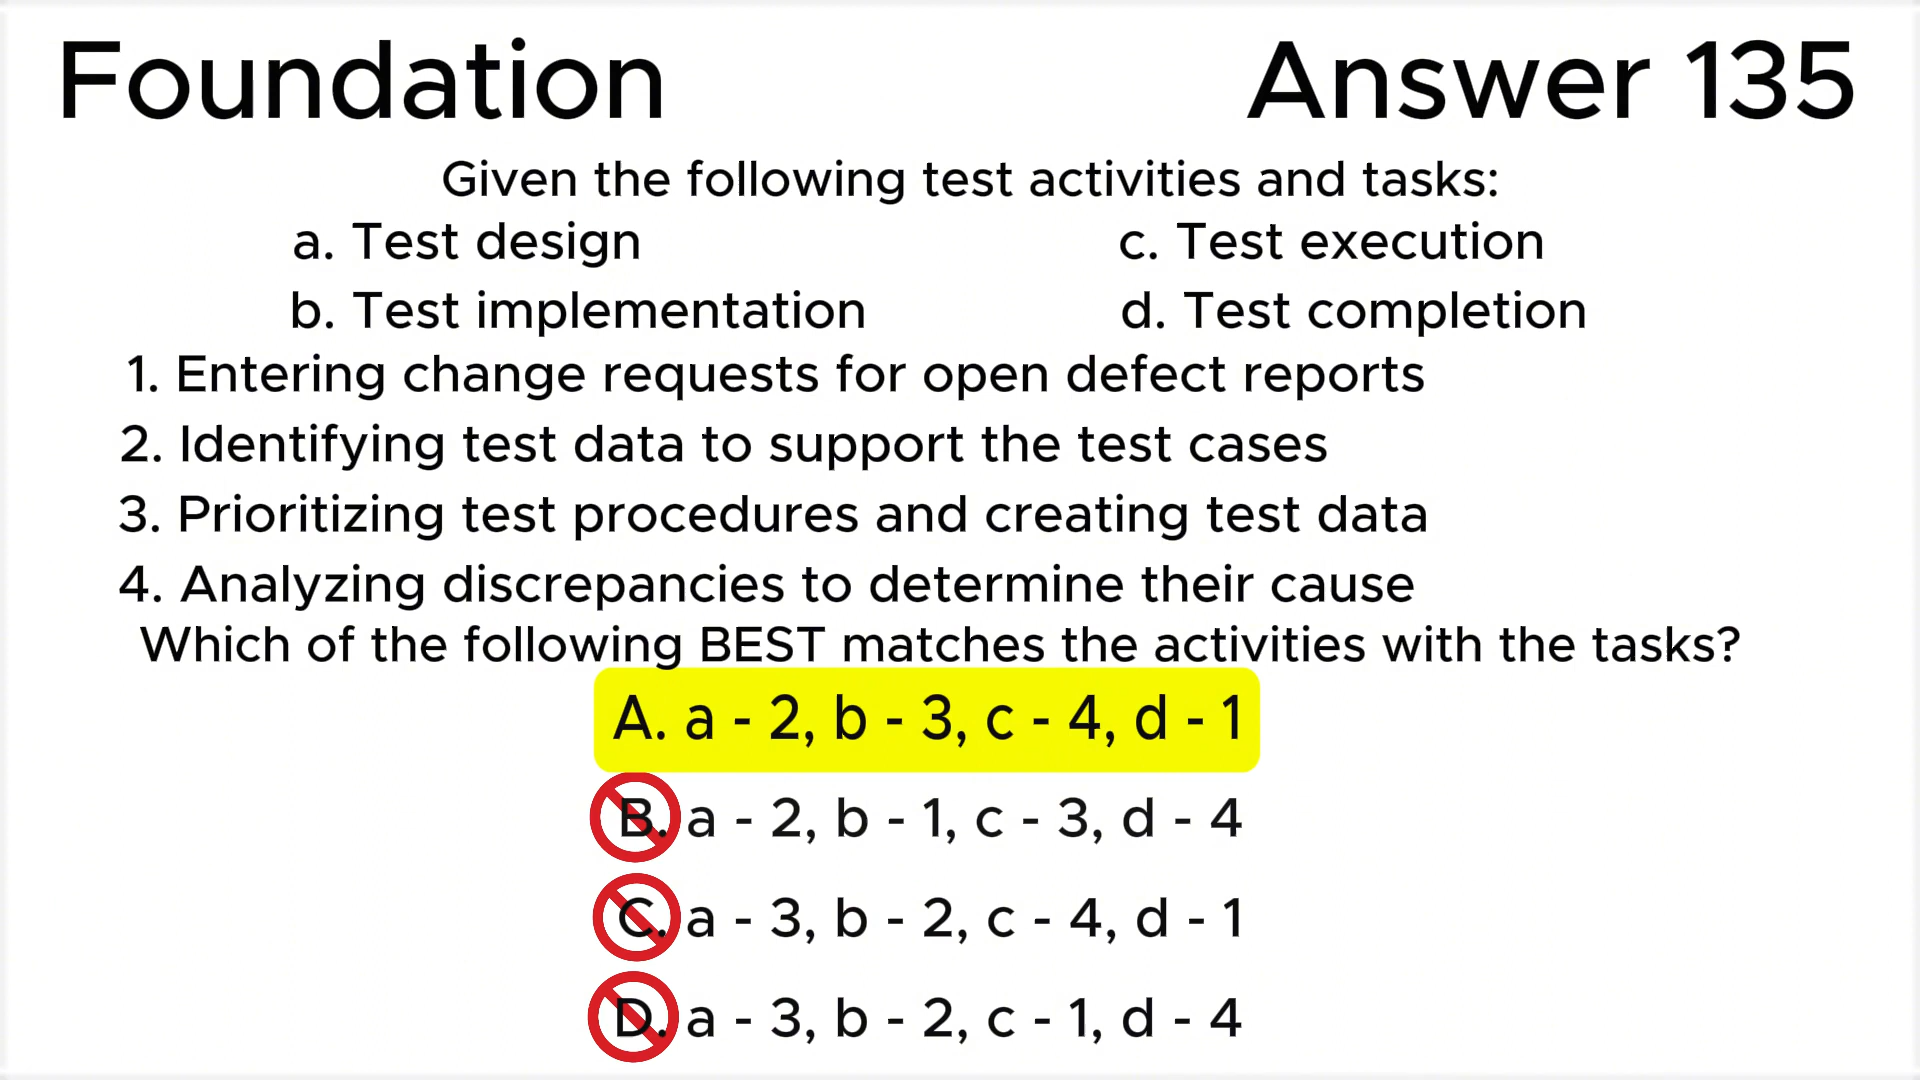 Foundation
Answer 135
Given the following test activities and tasks:
a. Test design
c. Test execution
b. Test implementation
d. Test completion
1. Entering change requests for open defect reports
2. Identifying test data to support the test cases
3. Prioritizing test procedures and creating test data
4. Analyzing discrepancies to determine their cause
Which of the following BEST matches the activities with the tasks?
A. a - 2, b - 3, c - 4, d - 1
B. a - 2, b - 1, c - 3, d - 4
C. a - 3, b - 2, c - 4, d - 1
D. a - 3, b - 2, c - 1, d - 4